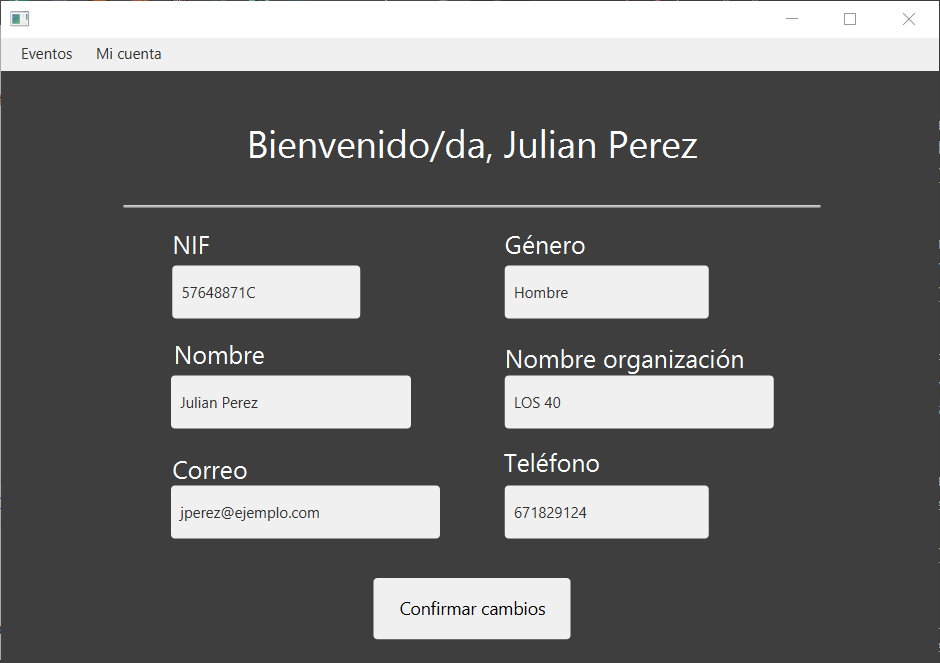 Eventos Mi cuenta
Bienvenido/da, Julian Perez
NIF Género
57648871C Hombre
Nombre Nombre organización
Julian Perez LOS 40
Correo Teléfono
jperez@ejemplo.com 671829124
Confirmar cambios